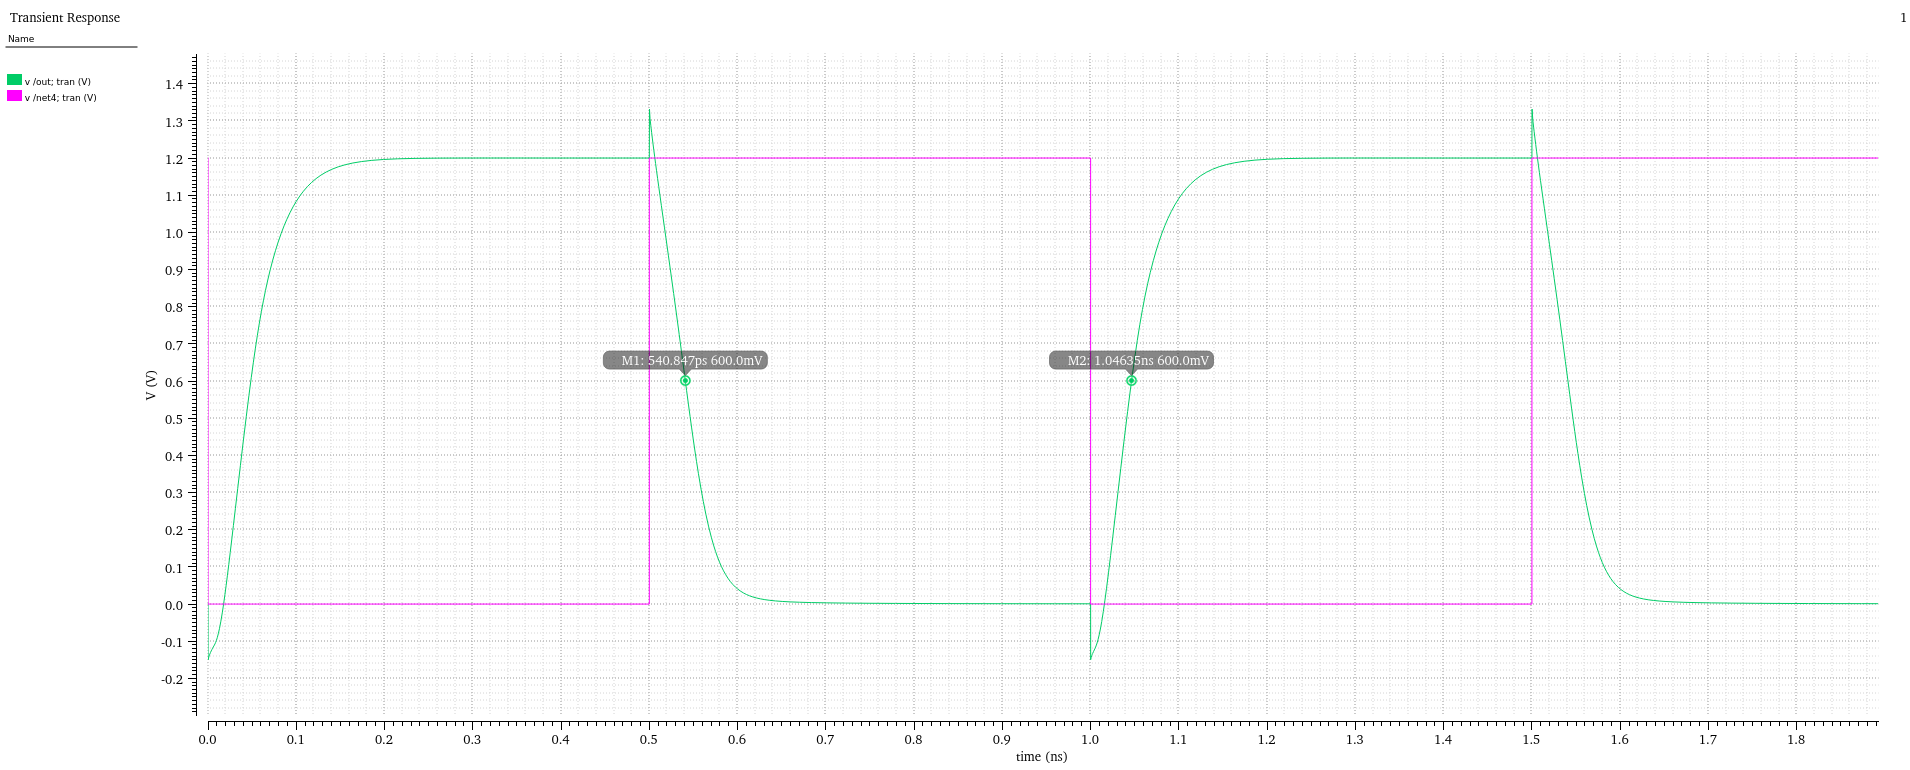 Transient Response
1
Name
v /out; tran (V)
v /net4; tran (V)
1.4
1.3
1.2
1.1
1.0
0.9
0.8
0.7
0.6
0.5
0.4
0.3
0.2
0.1
0.0
-0.1
-0.2
V (V)
M1: 540.847ps 600.0mV
M2: 1.04635ns 600.0mV
0.0 0.1 0.2 0.3 0.4 0.5 0.6 0.7 0.8 0.9 1.0 1.1 1.2 1.3 1.4 1.5 1.6 1.7 1.8
time (ns)